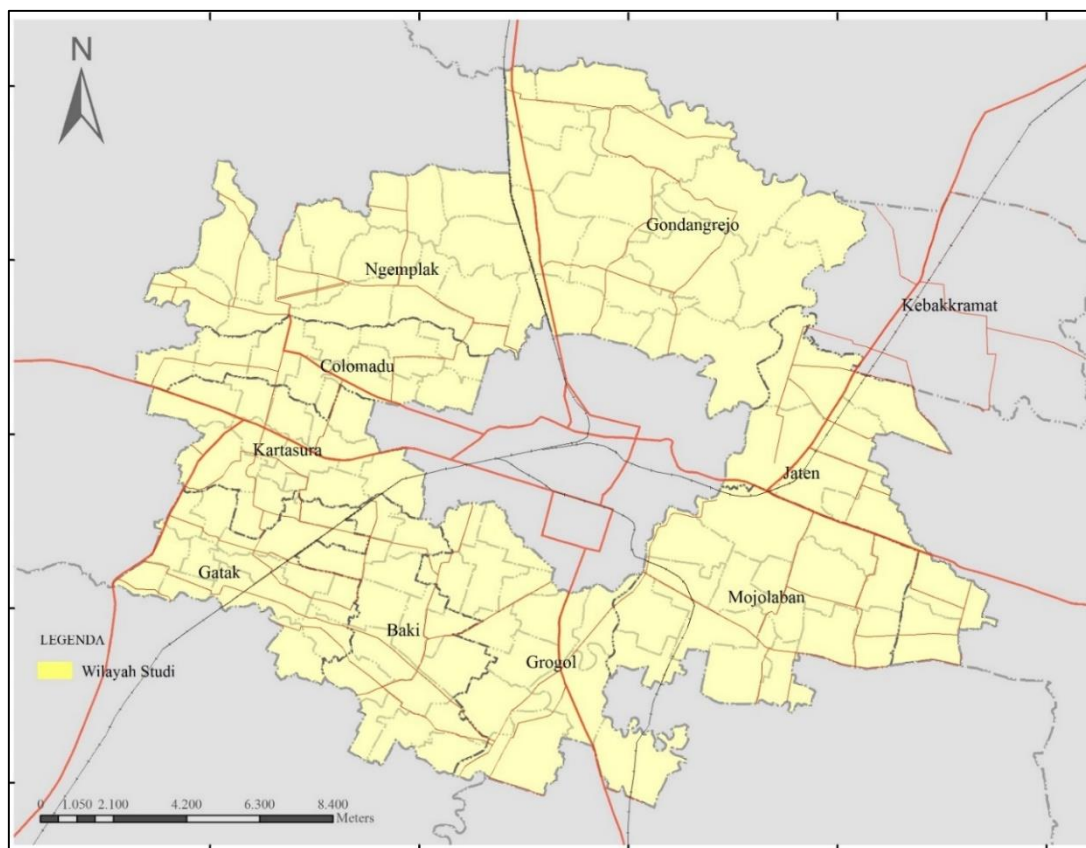 N
Gondangrejo
Ngemplak
Kebakkramat
Colomadu
Kartasura
Jaten
Gatak
Mojolaban
Baki
Grogol
LEGENDA
Wilayah Studi
0 1.050 2.100 4.200 6.300 8.400
Meters